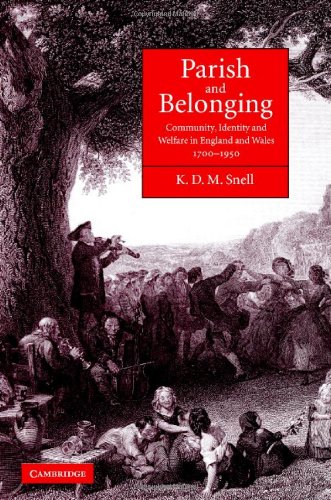 Parish
and
Belonging
Community, Identity and
Welfare in England and Wales
1700–1950
K. D. M. Snell
CAMBRIDGE